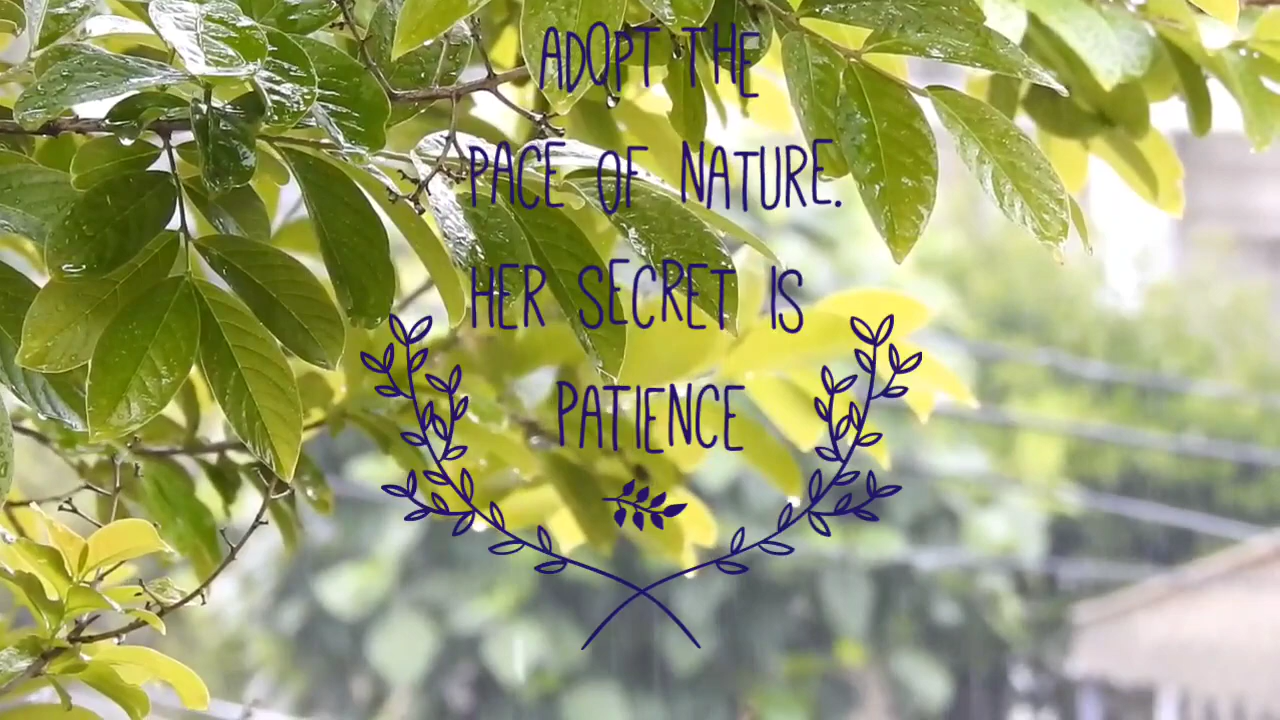 ADOPT THE
PACE OF NATURE.
HER SECRET IS
PATIENCE